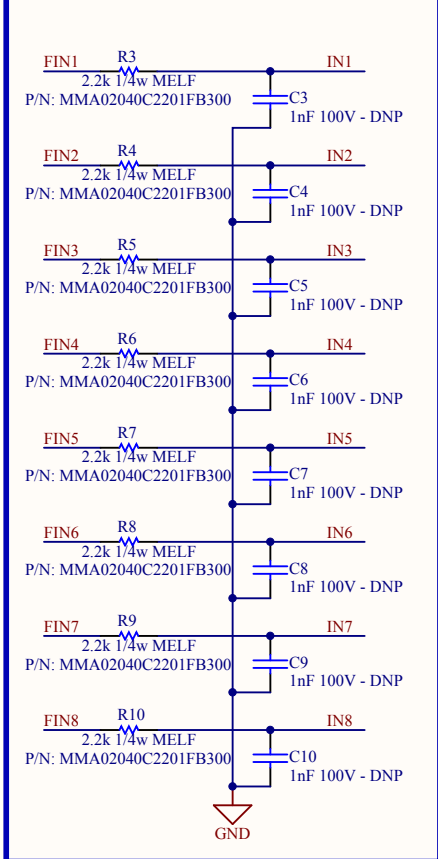 R3
FIN1 IN1
2.2k 1/4w MELF
P/N: MMA02040C2201FB300
C3
1nF 100V - DNP
R4
FIN2 IN2
2.2k 1/4w MELF
P/N: MMA02040C2201FB300
C4
1nF 100V - DNP
R5
FIN3 IN3
2.2k 1/4w MELF
P/N: MMA02040C2201FB300
C5
1nF 100V - DNP
R6
FIN4 IN4
2.2k 1/4w MELF
P/N: MMA02040C2201FB300
C6
1nF 100V - DNP
R7
FIN5 IN5
2.2k 1/4w MELF
P/N: MMA02040C2201FB300
C7
1nF 100V - DNP
R8
FIN6 IN6
2.2k 1/4w MELF
P/N: MMA02040C2201FB300
C8
1nF 100V - DNP
R9
FIN7 IN7
2.2k 1/4w MELF
P/N: MMA02040C2201FB300
C9
1nF 100V - DNP
R10
FIN8 IN8
2.2k 1/4w MELF
P/N: MMA02040C2201FB300
C10
1nF 100V - DNP
GND